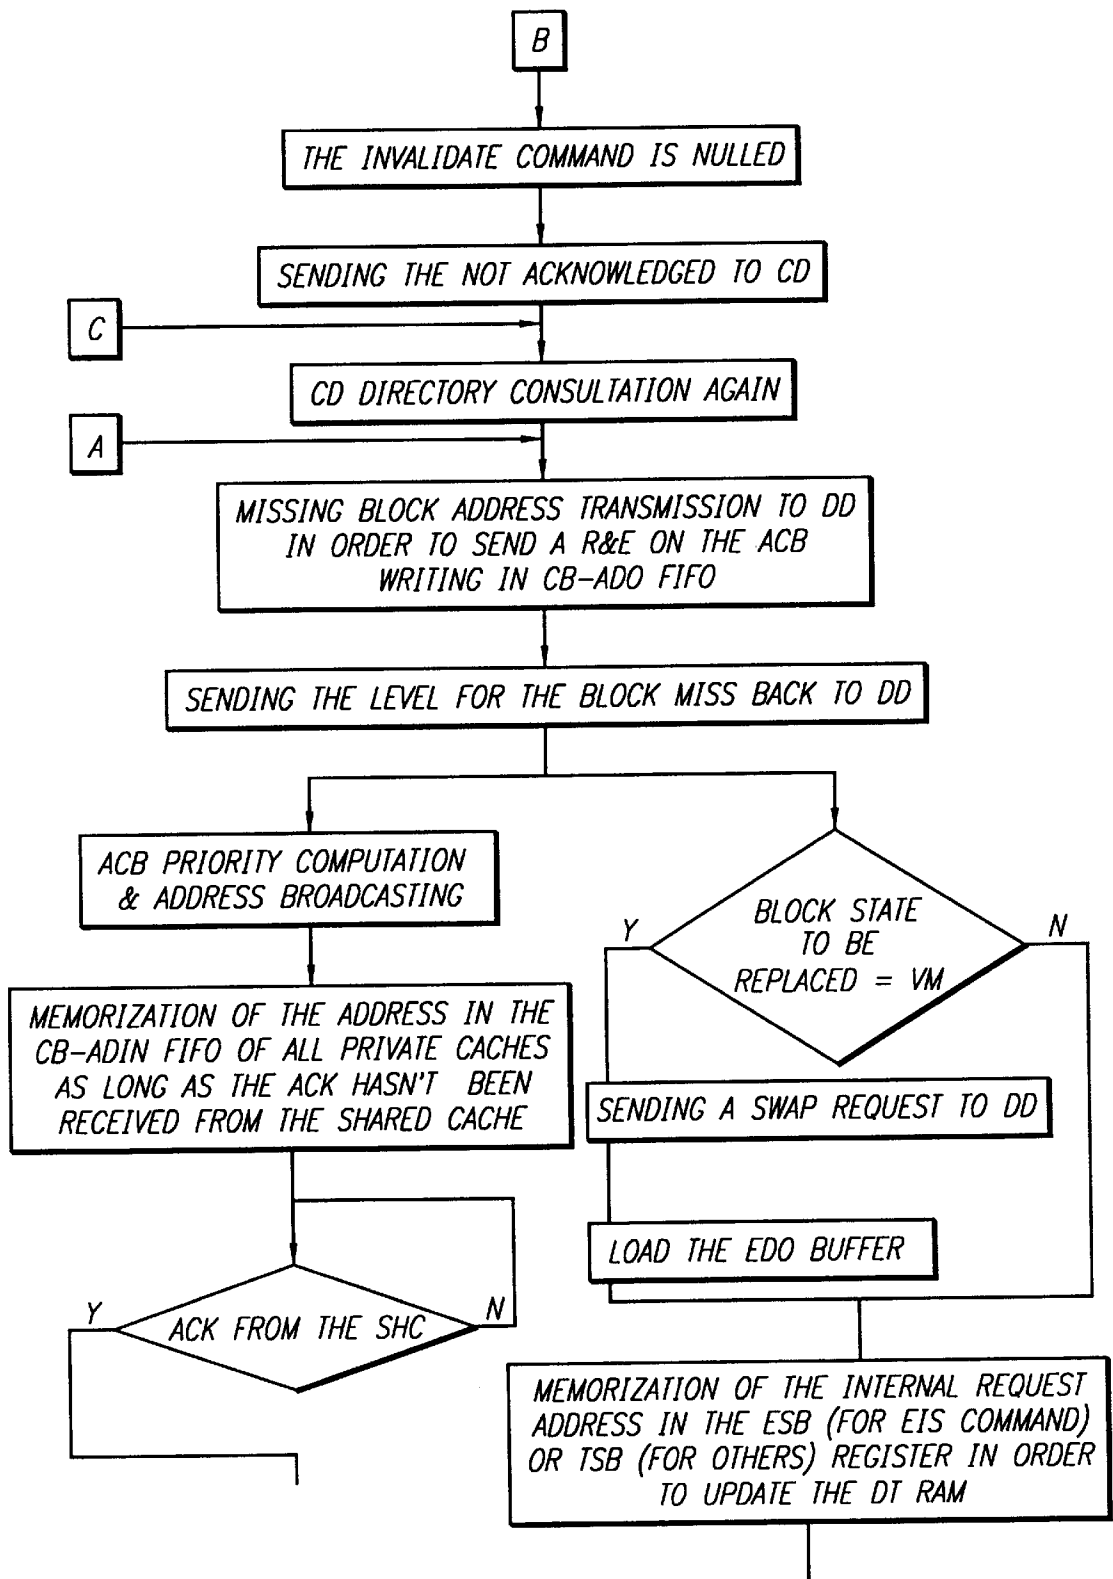 B
THE INVALIDATE COMMAND IS NULLED
SENDING THE NOT ACKNOWLEDGED TO CD
C
CD DIRECTORY CONSULTATION AGAIN
A
MISSING BLOCK ADDRESS TRANSMISSION TO DD
IN ORDER TO SEND A R&E ON THE ACB
WRITING IN CB-ADO FIFO
SENDING THE LEVEL FOR THE BLOCK MISS BACK TO DD
ACB PRIORITY COMPUTATION
& ADDRESS BROADCASTING
MEMORIZATION OF THE ADDRESS IN THE
CB-ADIN FIFO OF ALL PRIVATE CACHES
AS LONG AS THE ACK HASN'T BEEN
RECEIVED FROM THE SHARED CACHE
Y
ACK FROM THE SHC
N
Y
BLOCK STATE
TO BE
REPLACED = VM
N
SENDING A SWAP REQUEST TO DD
LOAD THE EDO BUFFER
MEMORIZATION OF THE INTERNAL REQUEST
ADDRESS IN THE ESB (FOR EIS COMMAND)
OR TSB (FOR OTHERS) REGISTER IN ORDER
TO UPDATE THE DT RAM